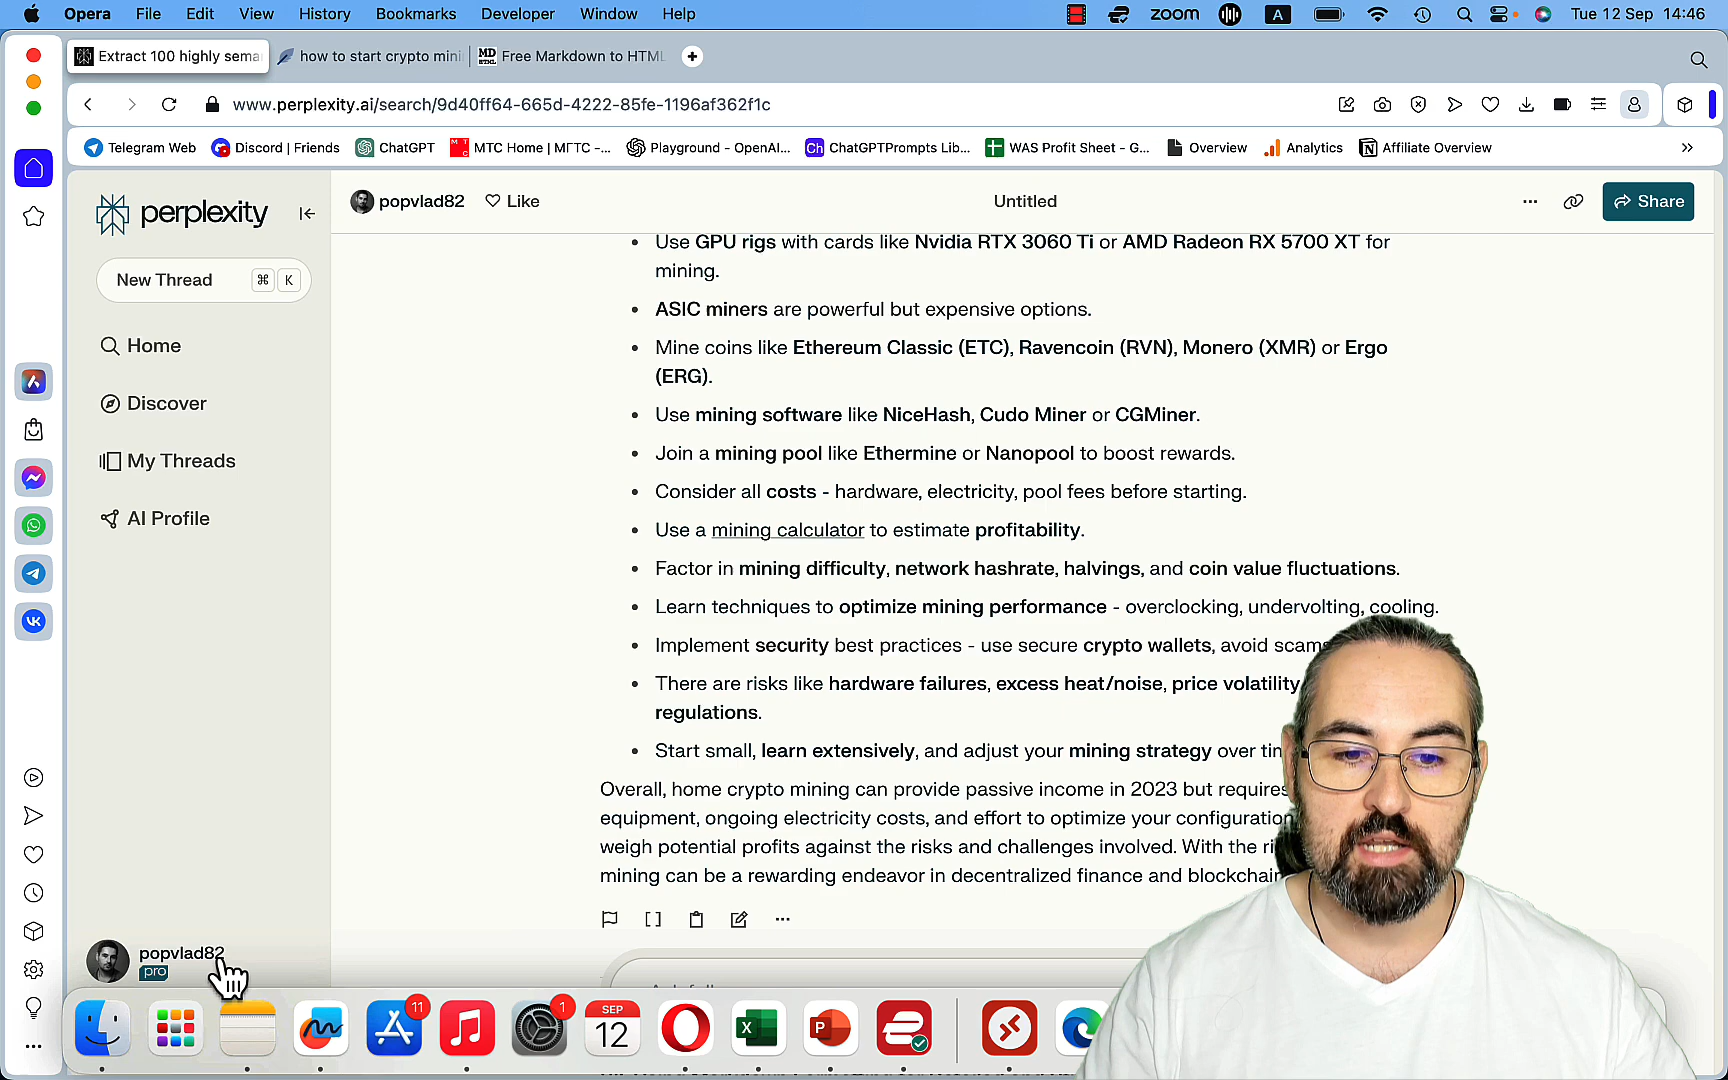 Opera File Edit View History Bookmarks Developer Window Help zoom A Tue 12 Sep 14:46
Extract 100 highly sema how to start crypto mini MD HTML Free Markdown to HTML
www.perplexity.ai/search/9d40ff64-665d-4222-85fe-1196af362f1c
Telegram Web Discord | Friends ChatGPT MTC Home | МГТС -... Playground - OpenAI... Ch ChatGPTPrompts Lib... WAS Profit Sheet - G... Overview Analytics Affiliate Overview
perplexity
popvlad82 Like Untitled ... Share
New Thread ⌘ K
Home
Discover
My Threads
AI Profile
popvlad82
pro
• Use GPU rigs with cards like Nvidia RTX 3060 Ti or AMD Radeon RX 5700 XT for
mining.
• ASIC miners are powerful but expensive options.
• Mine coins like Ethereum Classic (ETC), Ravencoin (RVN), Monero (XMR) or Ergo
(ERG).
• Use mining software like NiceHash, Cudo Miner or CGMiner.
• Join a mining pool like Ethermine or Nanopool to boost rewards.
• Consider all costs - hardware, electricity, pool fees before starting.
• Use a mining calculator to estimate profitability.
• Factor in mining difficulty, network hashrate, halvings, and coin value fluctuations.
• Learn techniques to optimize mining performance - overclocking, undervolting, cooling.
• Implement security best practices - use secure crypto wallets, avoid scams
• There are risks like hardware failures, excess heat/noise, price volatility
regulations.
• Start small, learn extensively, and adjust your mining strategy over
Overall, home crypto mining can provide passive income in 2023 but requires
equipment, ongoing electricity costs, and effort to optimize your configuration
weigh potential profits against the risks and challenges involved. With the
mining can be a rewarding endeavor in decentralized finance and blockchain
11
1
SEP
12
X
P